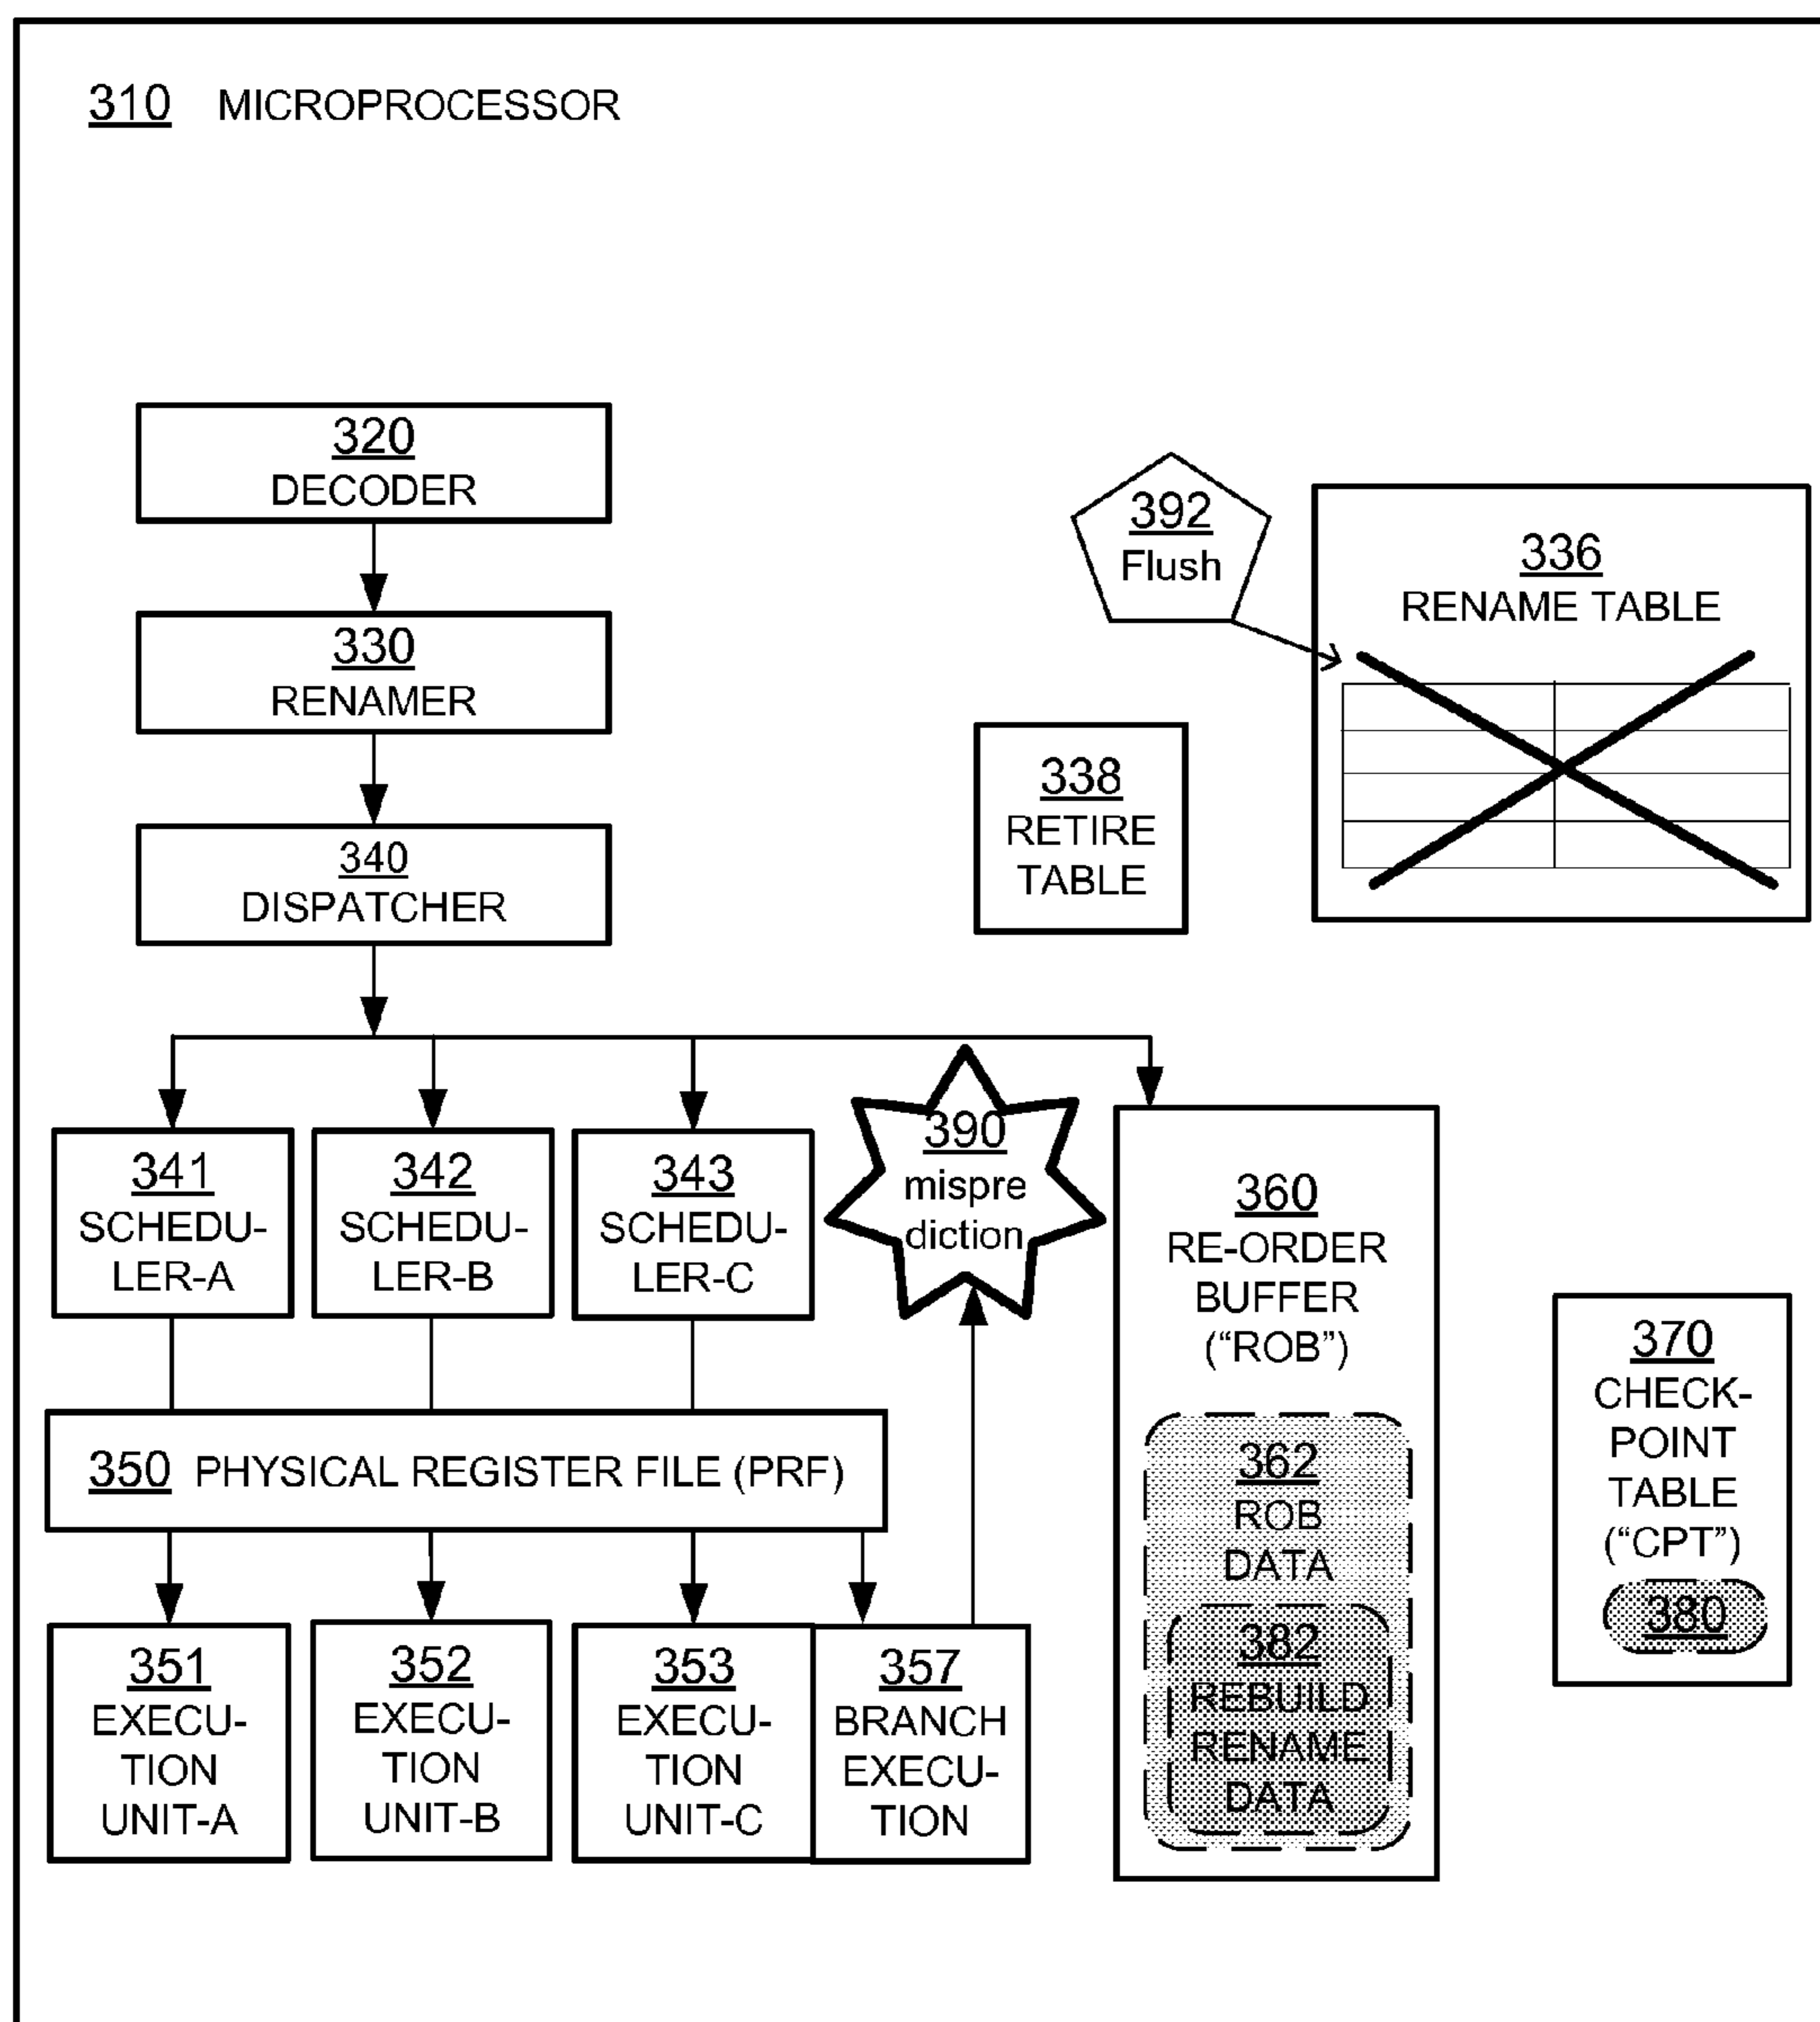 310 MICROPROCESSOR
320
DECODER
330
RENAMER
340
DISPATCHER
392
Flush
336
RENAME TABLE
338
RETIRE
TABLE
341
SCHEDU-
LER-A
342
SCHEDU-
LER-B
343
SCHEDU-
LER-C
390
mispre
diction
360
RE-ORDER
BUFFER
(“ROB”)
362
ROB
DATA
382
REBUILD
RENAME
DATA
370
CHECK-
POINT
TABLE
(“CPT”)
380
350 PHYSICAL REGISTER FILE (PRF)
351
EXECU-
TION
UNIT-A
352
EXECU-
TION
UNIT-B
353
EXECU-
TION
UNIT-C
357
BRANCH
EXECU-
TION